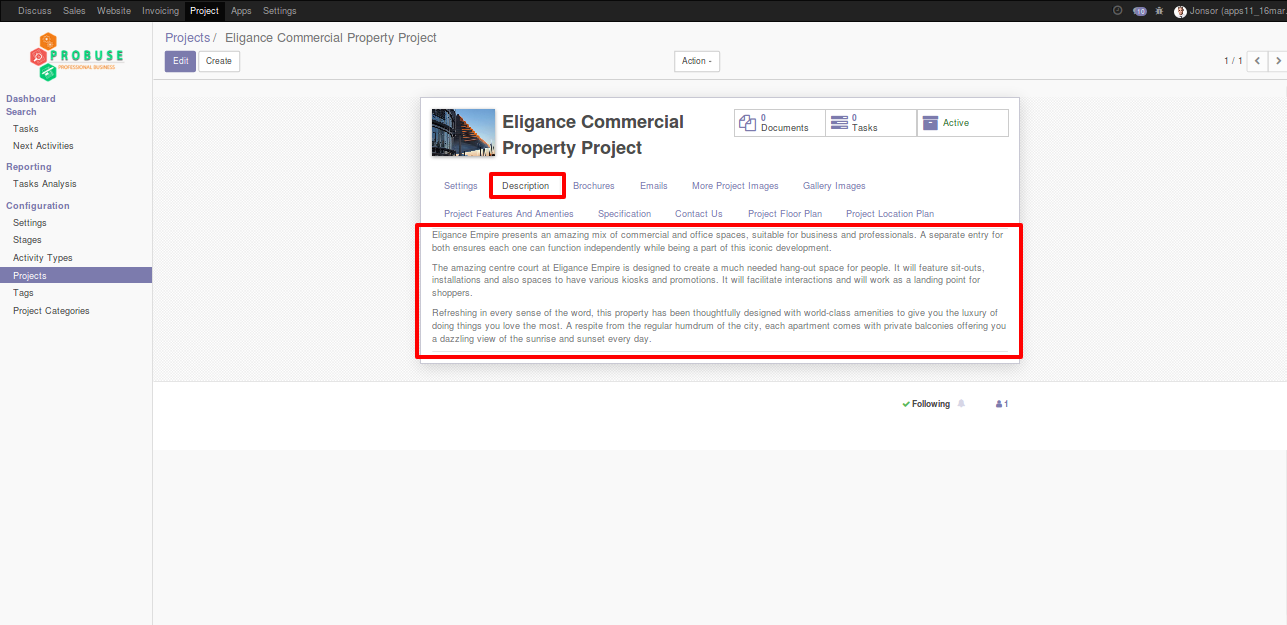 Discuss Sales Website Invoicing Project Apps Settings 10 Jonsor (apps11_16mar.
PROBUSE
PROFESSIONAL BUSINESS
Projects / Eligance Commercial Property Project
Edit Create Action 1 / 1
Dashboard
Search
Tasks
Next Activities
Reporting
Tasks Analysis
Configuration
Settings
Stages
Activity Types
Projects
Tags
Project Categories
Eligance Commercial
Property Project
0
Documents
0
Tasks
Active
Settings Description Brochures Emails More Project Images Gallery Images
Project Features And Amenties Specification Contact Us Project Floor Plan Project Location Plan
Eligance Empire presents an amazing mix of commercial and office spaces, suitable for business and professionals. A separate entry for
both ensures each one can function independently while being a part of this iconic development.
The amazing centre court at Eligance Empire is designed to create a much needed hang-out space for people. It will feature sit-outs,
installations and also spaces to have various kiosks and promotions. It will facilitate interactions and will work as a landing point for
shoppers.
Refreshing in every sense of the word, this property has been thoughtfully designed with world-class amenities to give you the luxury of
doing things you love the most. A respite from the regular humdrum of the city, each apartment comes with private balconies offering you
a dazzling view of the sunrise and sunset every day.
Following 1